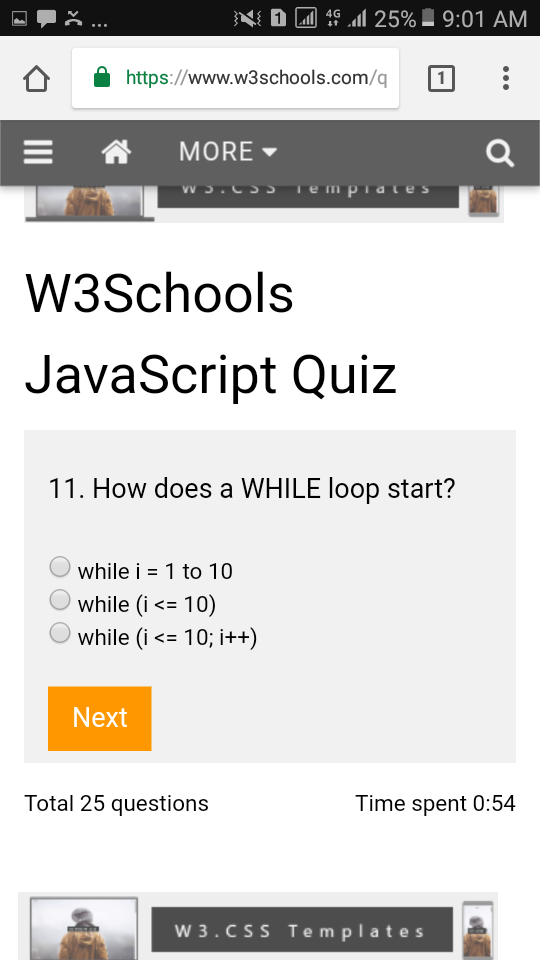 ... 1 4G 25% 9:01 AM
https://www.w3schools.com/q 1
MORE
W3.CSS Templates
W3Schools
JavaScript Quiz
11. How does a WHILE loop start?
while i = 1 to 10
while (i <= 10)
while (i <= 10; i++)
Next
Total 25 questions Time spent 0:54
W3.CSS Templates